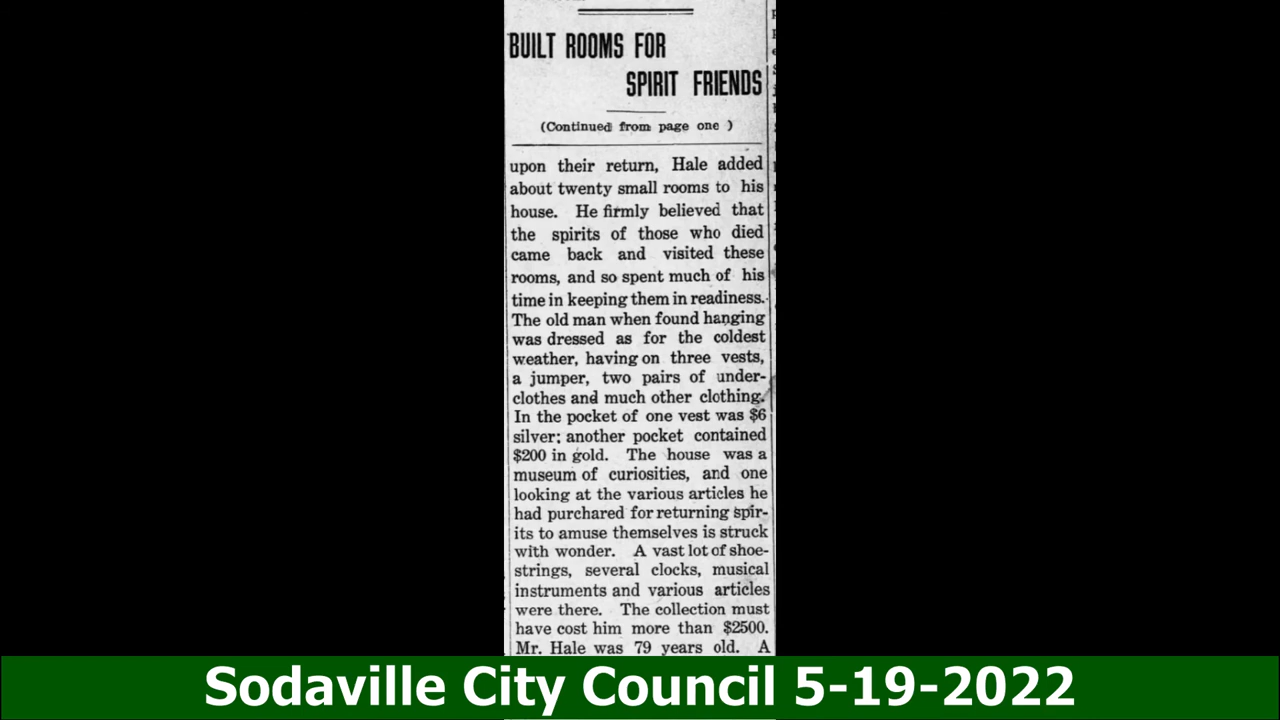 BUILT ROOMS FOR
SPIRIT FRIENDS
(Continued from page one )
upon their return, Hale added
about twenty small rooms to his
house. He firmly believed that
the spirits of those who died
came back and visited these
rooms, and so spent much of his
time in keeping them in readiness.
The old man when found hanging
was dressed as for the coldest
weather, having on three vests,
a jumper, two pairs of under-
clothes and much other clothing.
In the pocket of one vest was $6
silver; another pocket contained
$200 in gold. The house was a
museum of curiosities, and one
looking at the various articles he
had purchared for returning spir-
its to amuse themselves is struck
with wonder. A vast lot of shoe-
strings, several clocks, musical
instruments and various articles
were there. The collection must
have cost him more than $2500.
Mr. Hale was 79 years old. A
Sodaville City Council 5-19-2022